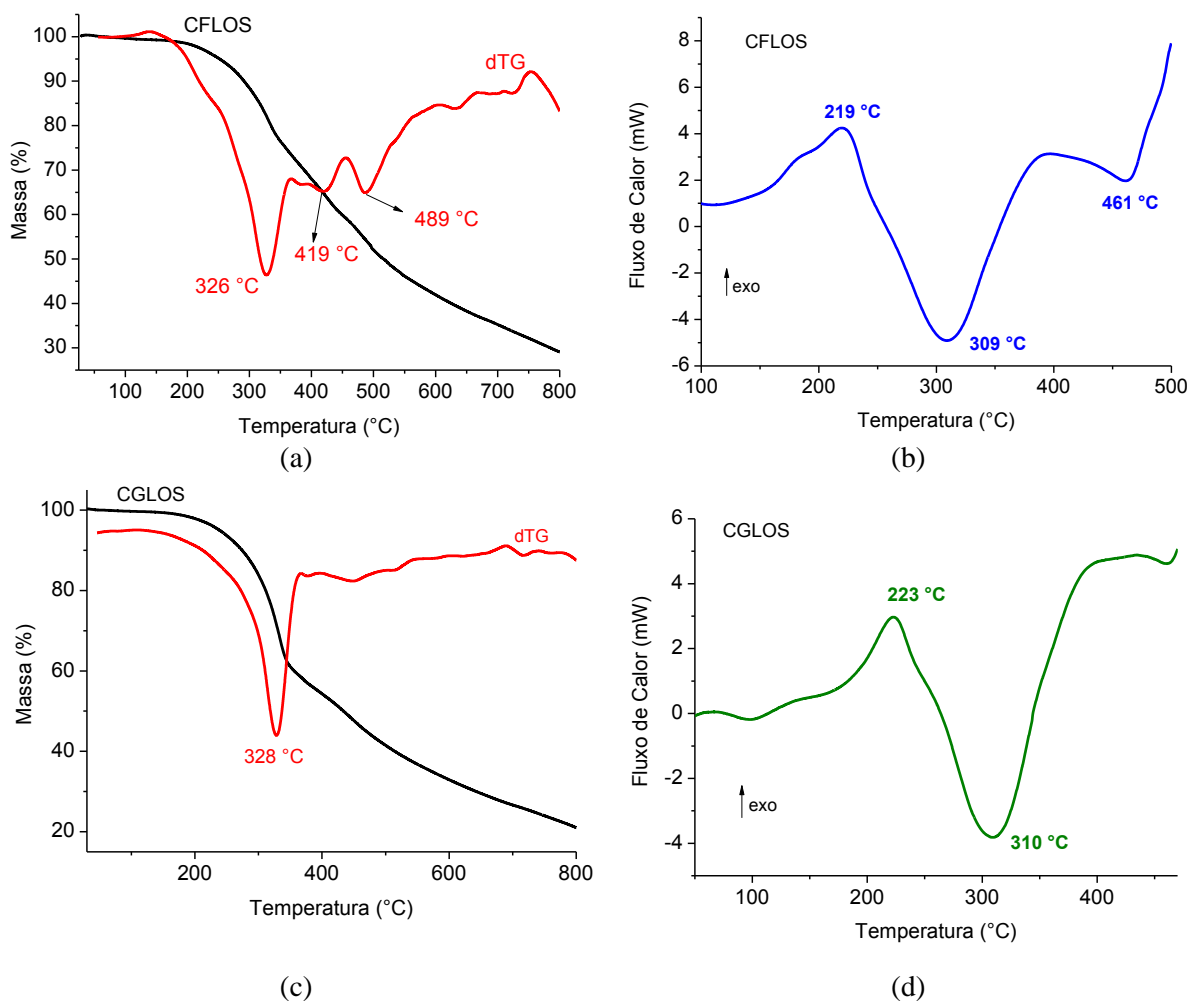 CFLOS
dTG
326 °C
419 °C
489 °C
Massa (%)
100
90
80
70
60
50
40
30
100 200 300 400 500 600 700 800
Temperatura (°C)
(a)
CFLOS
219 °C
309 °C
461 °C
exo
Fluxo de Calor (mW)
8
6
4
2
0
-2
-4
-6
100 200 300 400 500
Temperatura (°C)
(b)
CGLOS
dTG
328 °C
Massa (%)
100
80
60
40
20
200 400 600 800
Temperatura (°C)
(c)
CGLOS
223 °C
310 °C
exo
Fluxo de Calor (mW)
6
4
2
0
-2
-4
100 200 300 400
Temperatura (°C)
(d)